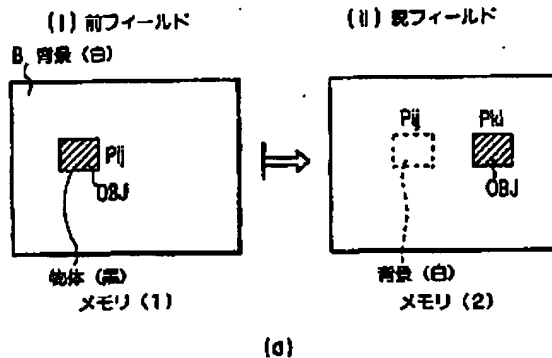 (i) 前フィールド
B 背景 (白)
Pij
OBJ
物体 (黒)
メモリ (1)
(ii) 現フィールド
Pij
Pkl
OBJ
背景 (白)
メモリ (2)
(a)